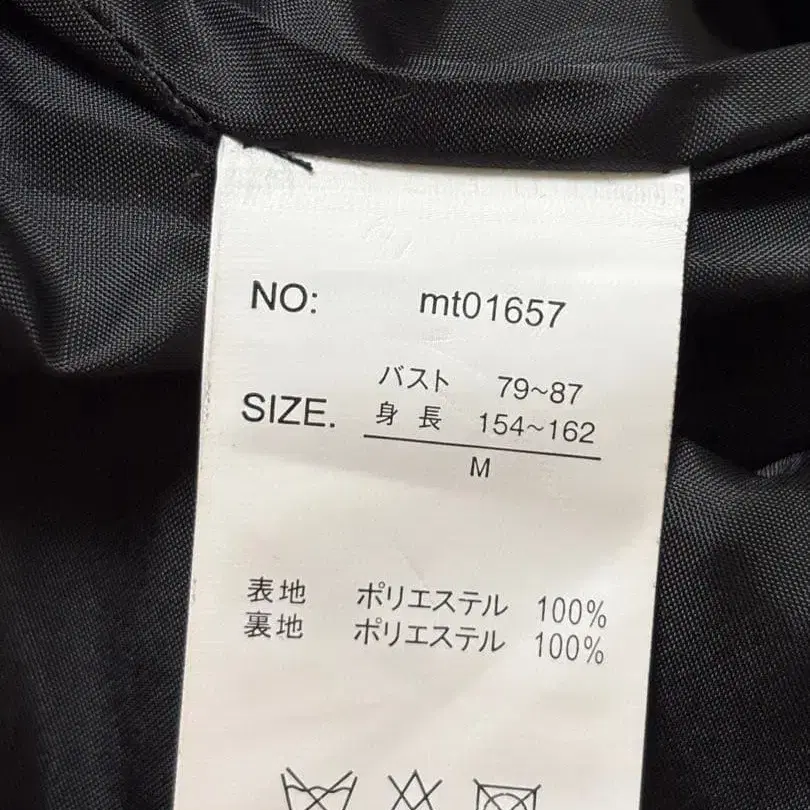 NO: mt01657
バスト 79~87
SIZE. 身長 154~162
M
表地 ポリエステル 100%
裏地 ポリエステル 100%